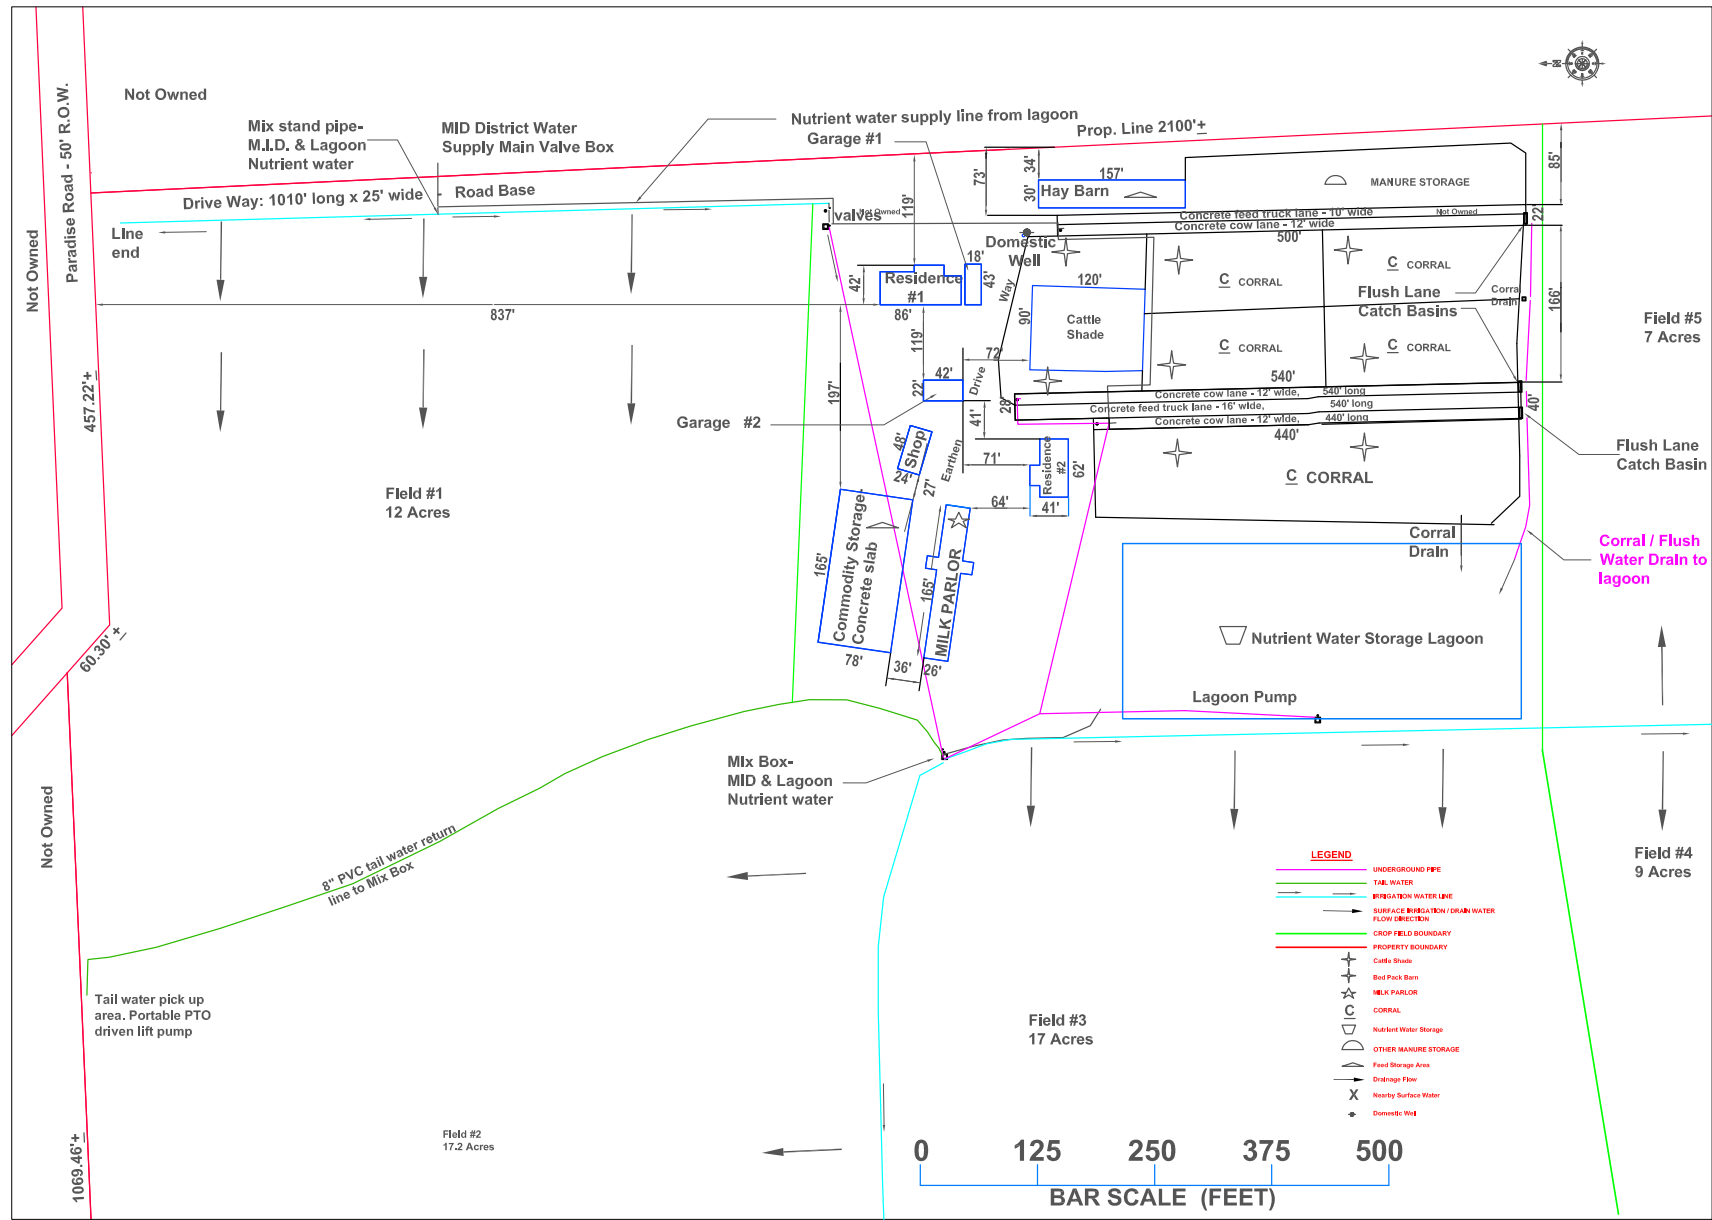 Not Owned
Paradise Road - 50' R.O.W.
Not Owned
Mix stand pipe-
M.I.D. & Lagoon
Nutrient water
MID District Water
Supply Main Valve Box
Nutrient water supply line from lagoon
Garage #1
Prop. Line 2100'±
N
Drive Way: 1010' long x 25' wide
Road Base
Line
end
valves
Not Owned
119'
73'
34'
30'
157'
Hay Barn
MANURE STORAGE
85'
Concrete feed truck lane - 10' wide
Not Owned
Concrete cow lane - 12' wide
22'
500'
Domestic
Well
18'
43'
42'
Residence
#1
86'
837'
Way
120'
90'
Cattle
Shade
C CORRAL
C CORRAL
C CORRAL
C CORRAL
Flush Lane
Catch Basins
Corral
Drain
166'
Field #5
7 Acres
457.22'±
197'
119'
72'
42'
22'
Drive
Garage #2
41'
28'
540'
Concrete cow lane - 12' wide, 540' long
Concrete feed truck lane - 16' wide, 540' long
Concrete cow lane - 12' wide, 440' long
440'
40'
Flush Lane
Catch Basin
48'
Shop
24'
27'
Earthen
71'
Residence
#2
62'
41'
64'
C CORRAL
Field #1
12 Acres
Commodity Storage-
Concrete slab
165'
78'
165'
MILK PARLOR
36'
26'
Corral
Drain
Corral / Flush
Water Drain to
lagoon
Nutrient Water Storage Lagoon
Lagoon Pump
60.30' ±
Not Owned
Mix Box-
MID & Lagoon
Nutrient water
8" PVC tail water return
line to Mix Box
Field #4
9 Acres
Tail water pick up
area. Portable PTO
driven lift pump
Field #3
17 Acres
Field #2
17.2 Acres
1069.46'±
LEGEND
UNDERGROUND PIPE
TAIL WATER
IRRIGATION WATER LINE
SURFACE IRRIGATION / DRAIN WATER
FLOW DIRECTION
CROP FIELD BOUNDARY
PROPERTY BOUNDARY
Cattle Shade
Bed Pack Barn
MILK PARLOR
C CORRAL
Nutrient Water Storage
OTHER MANURE STORAGE
Feed Storage Area
Drainage Flow
X Nearby Surface Water
Domestic Well
0 125 250 375 500
BAR SCALE (FEET)